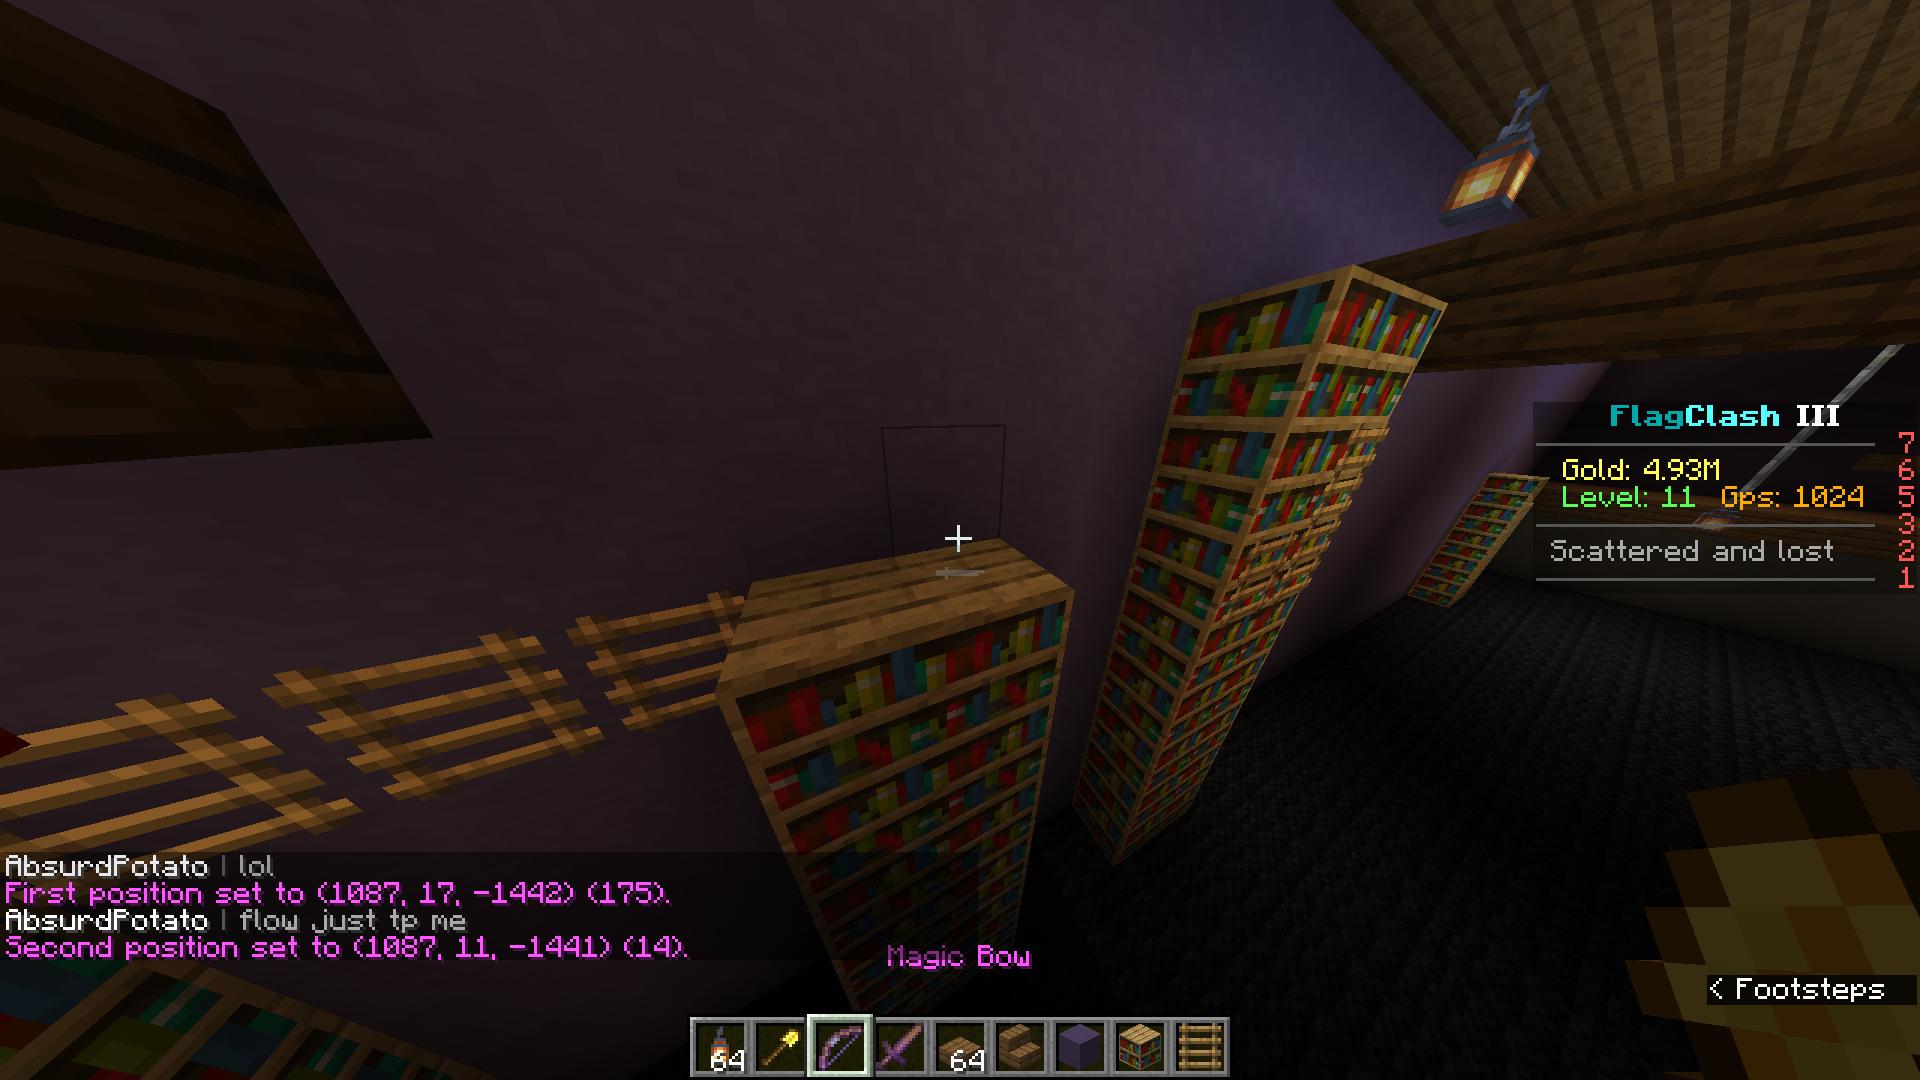 FlagClash III
7
Gold: 4.93M
6
Level: 11 Gps: 1024
5
3
Scattered and lost
2
1
AbsurdPotato | lol
First position set to (1087, 17, -1442) (175).
AbsurdPotato | flow just tp me
Second position set to (1087, 11, -1441) (14).
Magic Bow
< Footsteps
64
64